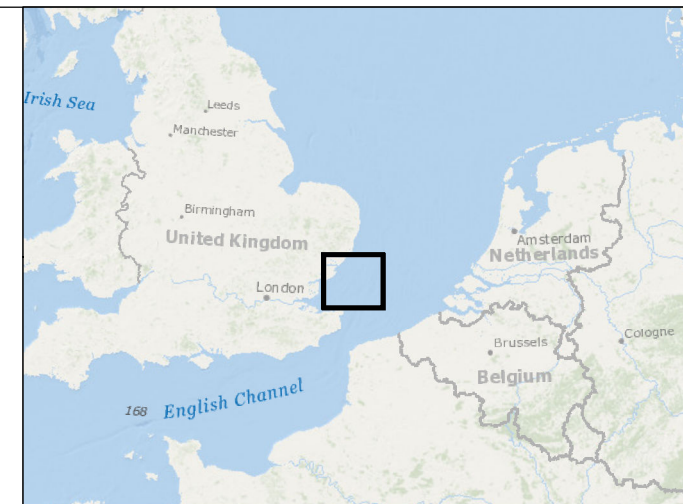 Irish Sea
Leeds
Manchester
Birmingham
United Kingdom
Amsterdam
Netherlands
London
Cologne
Brussels
Belgium
English Channel
168